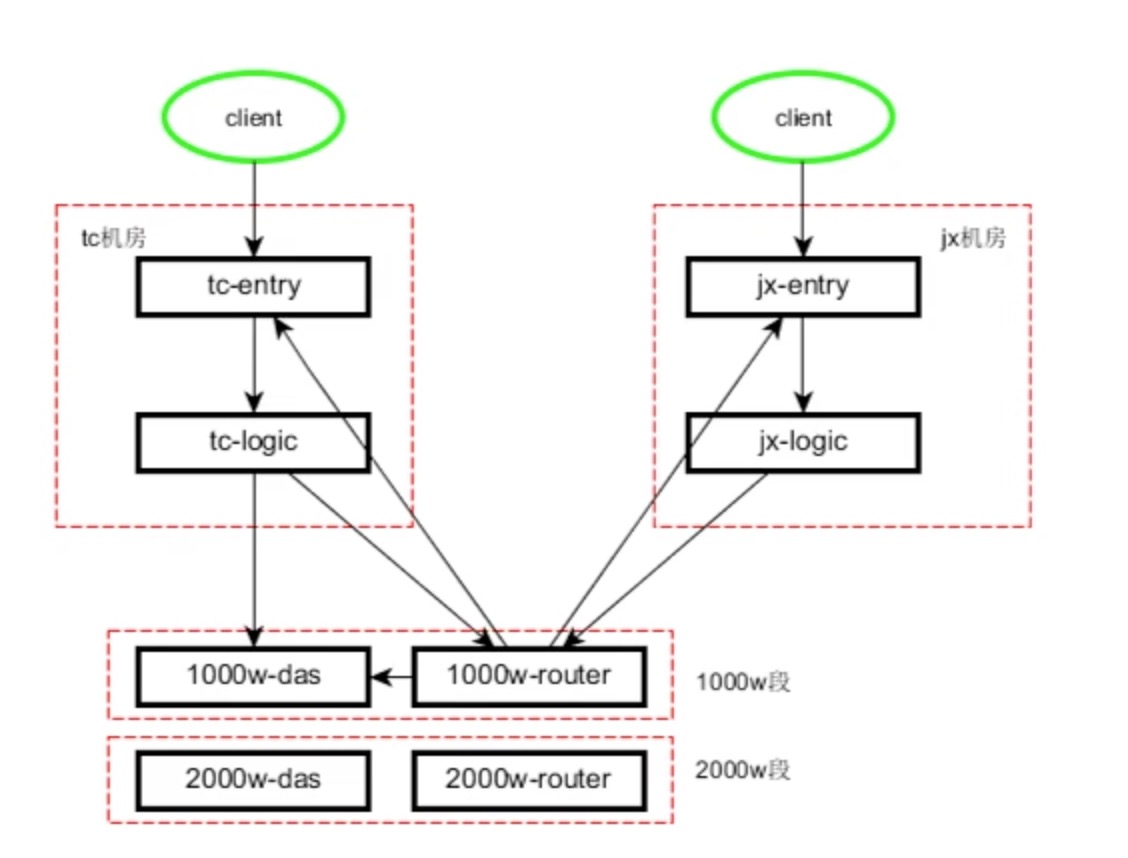 client
client
tc机房
jx机房
tc-entry
jx-entry
tc-logic
jx-logic
1000w-das
1000w-router
1000w段
2000w-das
2000w-router
2000w段